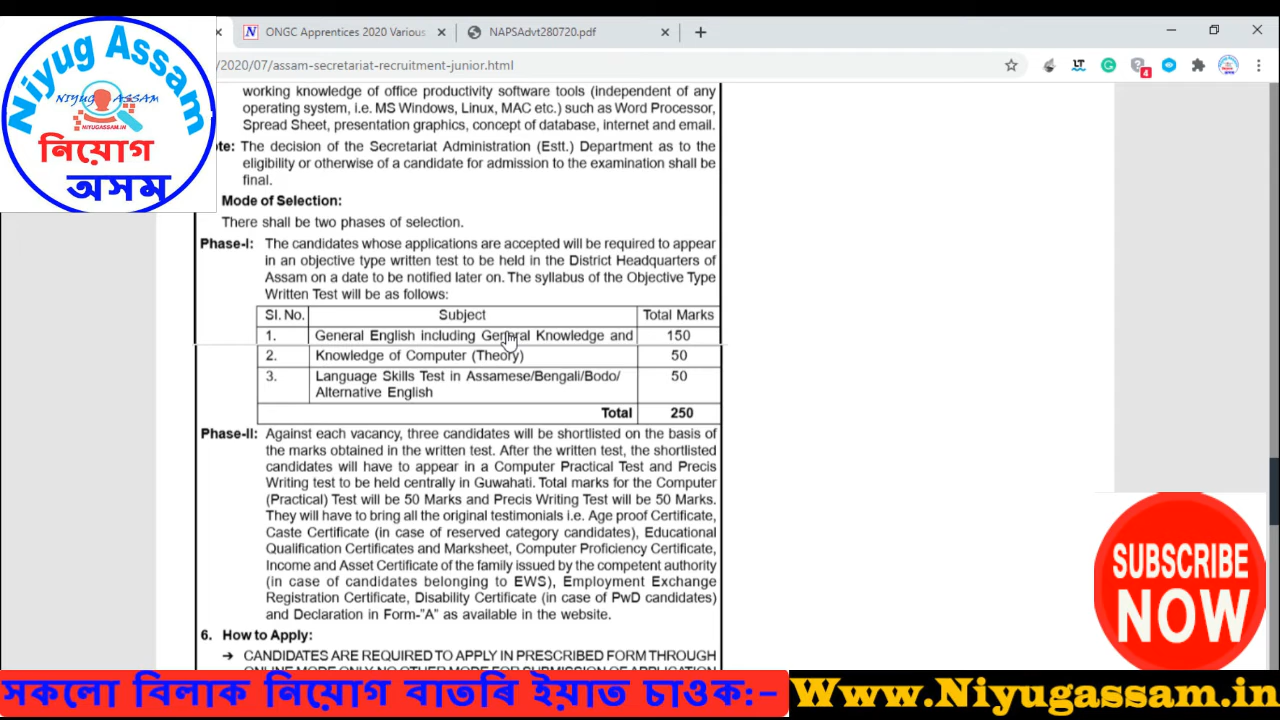 Niyug Assam
NIYUG ASSAM
NIYUGASSAM.IN
নিয়োগ
অসম
ONGC Apprentices 2020 Various
NAPSAdvt280720.pdf
/2020/07/assam-secretariat-recruitment-junior.html
4
working knowledge of office productivity software tools (independent of any
operating system, i.e. MS Windows, Linux, MAC etc.) such as Word Processor,
Spread Sheet, presentation graphics, concept of database, internet and email.
The decision of the Secretariat Administration (Estt.) Department as to the
eligibility or otherwise of a candidate for admission to the examination shall be
final.
Mode of Selection:
There shall be two phases of selection.
Phase-I: The candidates whose applications are accepted will be required to appear
in an objective type written test to be held in the District Headquarters of
Assam on a date to be notified later on. The syllabus of the Objective Type
Written Test will be as follows:
Sl. No. Subject Total Marks
1. General English including General Knowledge and 150
2. Knowledge of Computer (Theory) 50
3. Language Skills Test in Assamese/Bengali/Bodo/ 50
Alternative English
Total 250
Phase-II: Against each vacancy, three candidates will be shortlisted on the basis of
the marks obtained in the written test. After the written test, the shortlisted
candidates will have to appear in a Computer Practical Test and Precis
Writing test to be held centrally in Guwahati. Total marks for the Computer
(Practical) Test will be 50 Marks and Precis Writing Test will be 50 Marks.
They will have to bring all the original testimonials i.e. Age proof Certificate,
Caste Certificate (in case of reserved category candidates), Educational
Qualification Certificates and Marksheet, Computer Proficiency Certificate,
Income and Asset Certificate of the family issued by the competent authority
(in case of candidates belonging to EWS), Employment Exchange
Registration Certificate, Disability Certificate (in case of PwD candidates)
and Declaration in Form-"A" as available in the website.
6. How to Apply:
→ CANDIDATES ARE REQUIRED TO APPLY IN PRESCRIBED FORM THROUGH
ONLINE MODE ONLY. NO OTHER MODE FOR SUBMISSION OF APPLICATION
SUBSCRIBE
NOW
সকলো বিলাক নিয়োগ বাতৰি ইয়াত চাওক:–
Www.Niyugassam.in